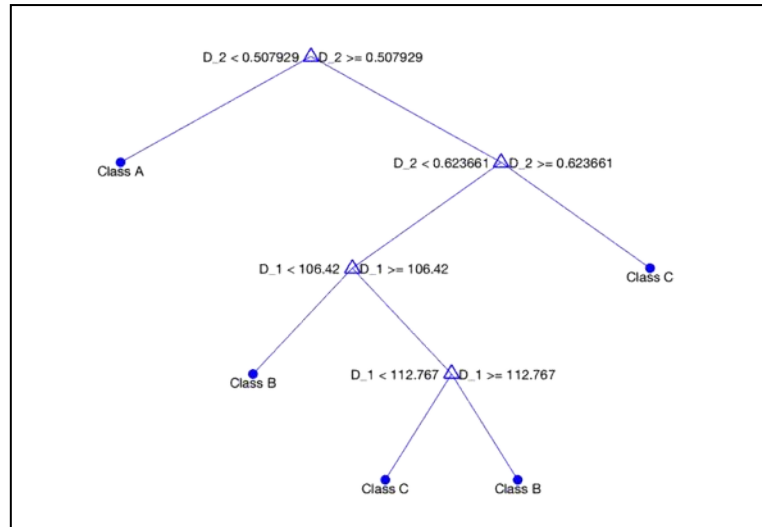 D_2 < 0.507929 D_2 >= 0.507929
Class A
D_2 < 0.623661 D_2 >= 0.623661
D_1 < 106.42 D_1 >= 106.42
Class C
Class B
D_1 < 112.767 D_1 >= 112.767
Class C
Class B